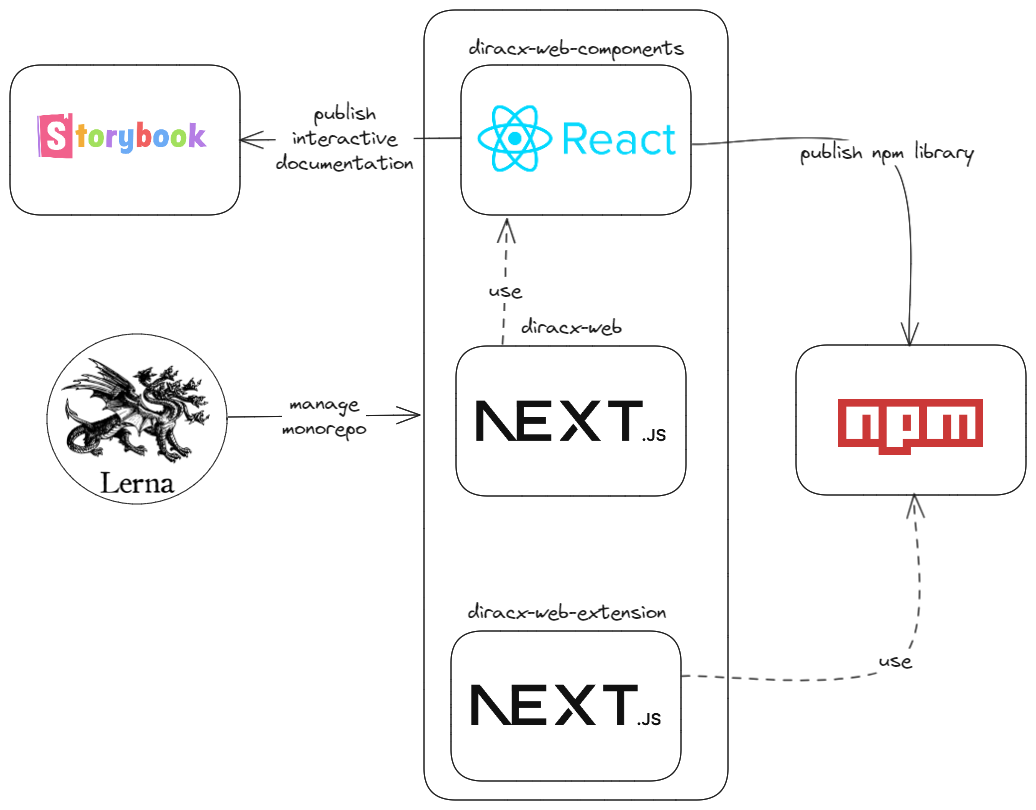 diracx-web-components
Storybook
publish
interactive
documentation
React
publish npm library
use
diracx-web
manage
monorepo
Lerna
NEXT.JS
npm
diracx-web-extension
use
NEXT.JS